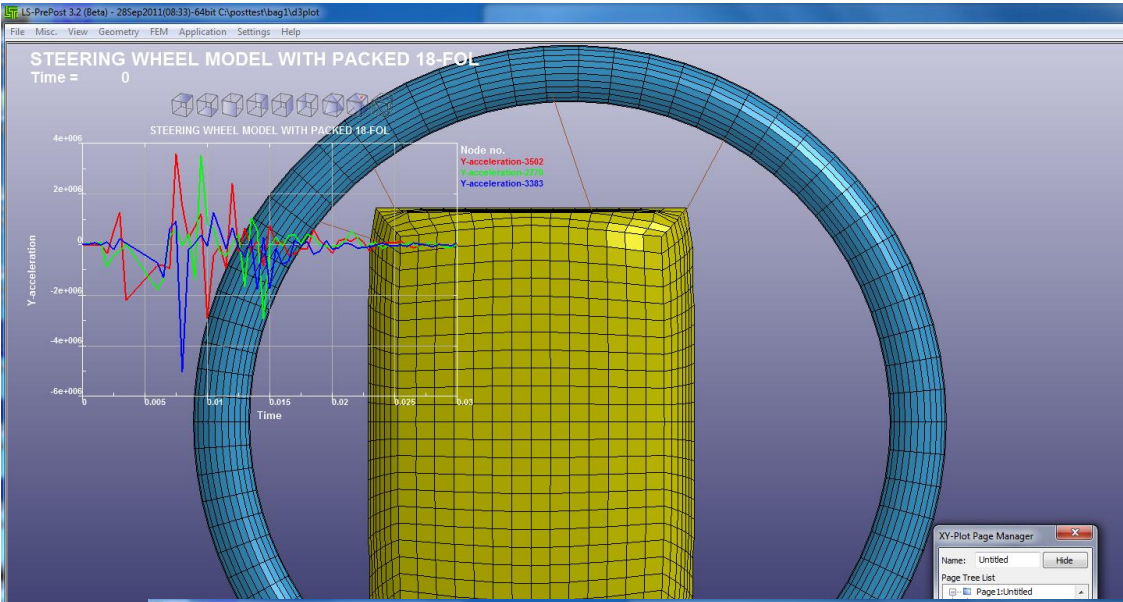 LS-PrePost 3.2 (Beta) - 28Sep2011(08:33)-64bit C:\posttest\bag1\d3plot
File Misc. View Geometry FEM Application Settings Help
STEERING WHEEL MODEL WITH PACKED 18-FOL
Time = 0
STEERING WHEEL MODEL WITH PACKED 18-FOL
Node no.
Y-acceleration-3502
Y-acceleration-2770
Y-acceleration-3383
4e+006
2e+006
0
-2e+006
-4e+006
-6e+006
Y-acceleration
0 0.005 0.01 0.015 0.02 0.025 0.03
Time
XY-Plot Page Manager
Name: Untitled Hide
Page Tree List
Page1:Untitled